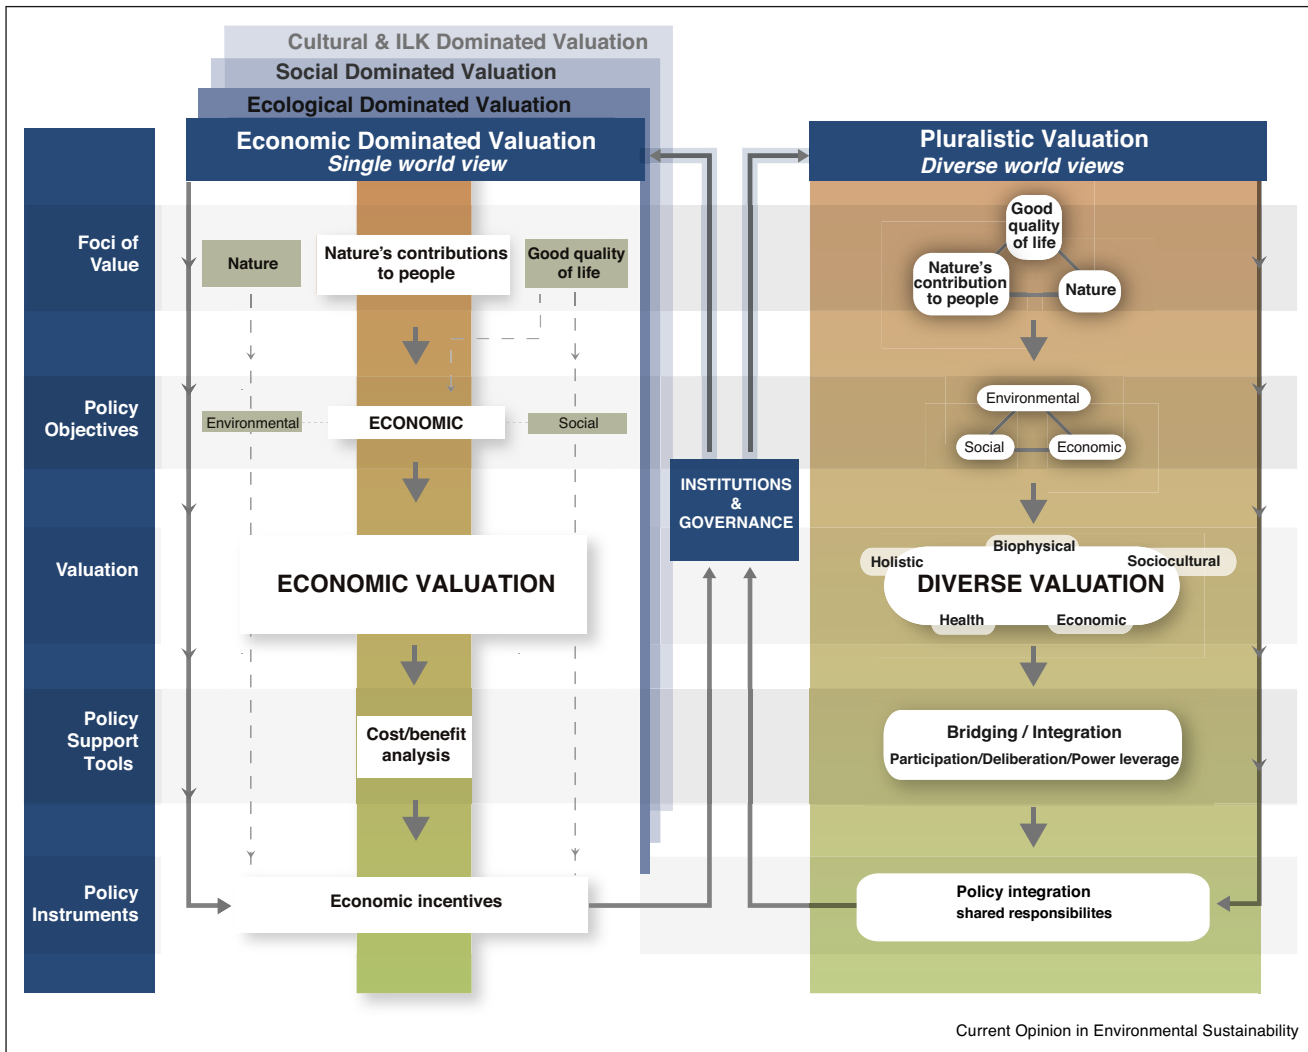 Cultural & ILK Dominated Valuation
Social Dominated Valuation
Ecological Dominated Valuation
Economic Dominated Valuation
Single world view
Pluralistic Valuation
Diverse world views
Foci of
Value
Nature
Nature's contributions
to people
Good quality
of life
Good
quality
of life
Nature's
contribution
to people
Nature
Policy
Objectives
Environmental
ECONOMIC
Social
Environmental
Social
Economic
INSTITUTIONS
&
GOVERNANCE
Valuation
ECONOMIC VALUATION
Biophysical
Holistic
Sociocultural
DIVERSE VALUATION
Health
Economic
Policy
Support
Tools
Cost/benefit
analysis
Bridging / Integration
Participation/Deliberation/Power leverage
Policy
Instruments
Economic incentives
Policy integration
shared responsibilites
Current Opinion in Environmental Sustainability